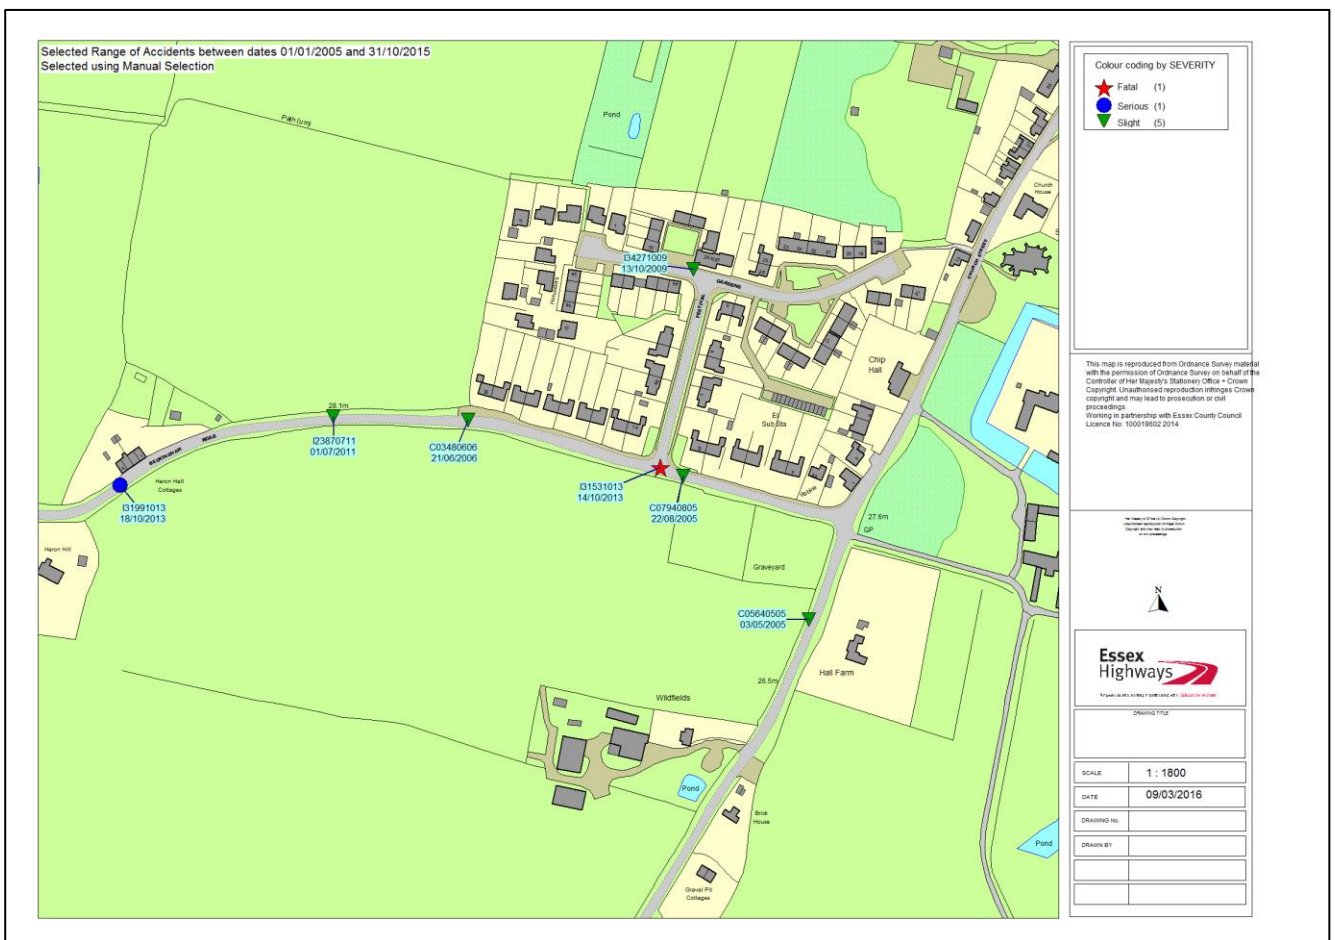 Selected Range of Accidents between dates 01/01/2005 and 31/10/2015
Selected using Manual Selection
Path (um)
Pond
Church
House
CHURCH STREET
I34271009
13/10/2009
FESTIVAL
GARDENS
Chip
Hall
El
Sub Sta
28.1m
BECKINGHAM ROAD
I23870711
01/07/2011
C03480606
21/06/2006
Heron Hall
Cottages
I31991013
18/10/2013
I31531013
14/10/2013
C07940805
22/08/2005
27.6m
GP
Heron Hill
Graveyard
C05640505
03/05/2005
Hall Farm
26.5m
Wildfields
Pond
Brick
House
Pond
Gravel Pit
Cottages
Colour coding by SEVERITY
Fatal (1)
Serious (1)
Slight (5)
This map is reproduced from Ordnance Survey material
with the permission of Ordnance Survey on behalf of the
Controller of Her Majesty's Stationery Office • Crown
Copyright. Unauthorised reproduction infringes Crown
copyright and may lead to prosecution or civil
proceedings.
Working in partnership with Essex County Council
Licence No: 100019602 2014
N
Essex
Highways
DRAWING TITLE
SCALE 1 : 1800
DATE 09/03/2016
DRAWING No.
DRAWN BY